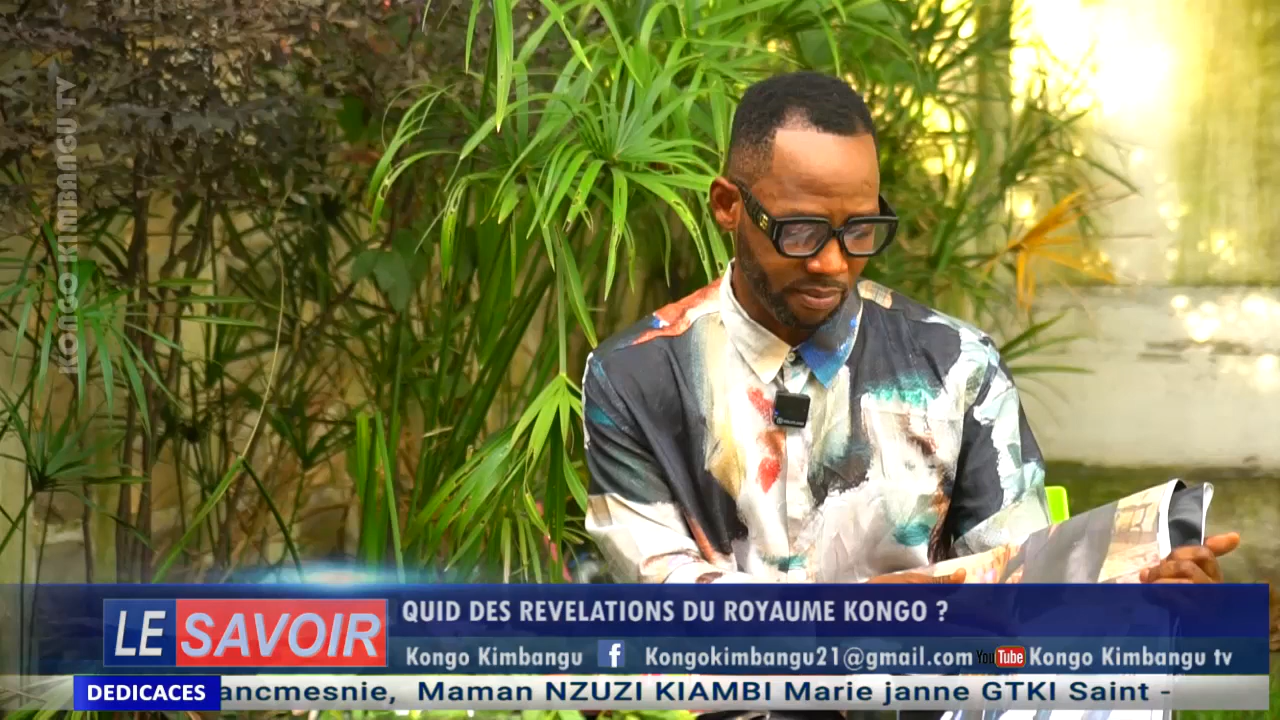 KONGO KIMBANGU TV
QUID DES REVELATIONS DU ROYAUME KONGO ?
LE SAVOIR
Kongo Kimbangu f Kongokimbangu21@gmail.com YouTube Kongo Kimbangu tv
DEDICACES ancmesnie, Maman NZUZI KIAMBI Marie janne GTKI Saint -